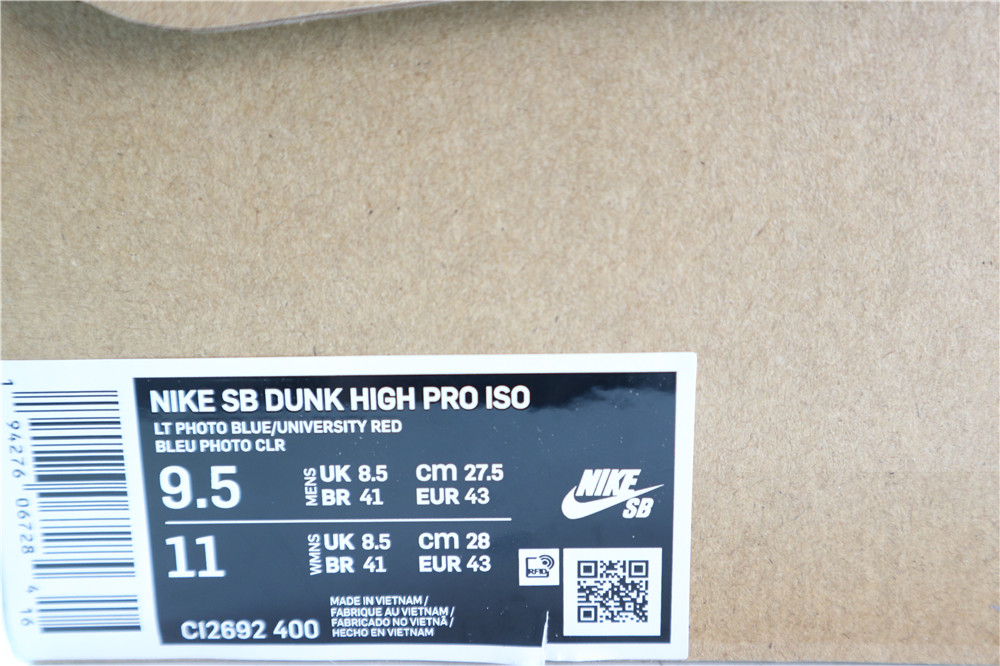 NIKE SB DUNK HIGH PRO ISO
LT PHOTO BLUE/UNIVERSITY RED
BLEU PHOTO CLR
9.5 MENS UK 8.5 CM 27.5
BR 41 EUR 43
11 WMNS UK 8.5 CM 28
BR 41 EUR 43
NIKE
SB
RFID
MADE IN VIETNAM /
FABRIQUE AU VIETNAM /
FABRICADO NO VIETNÃ /
HECHO EN VIETNAM
CI2692 400
1 94276 06728 4 16